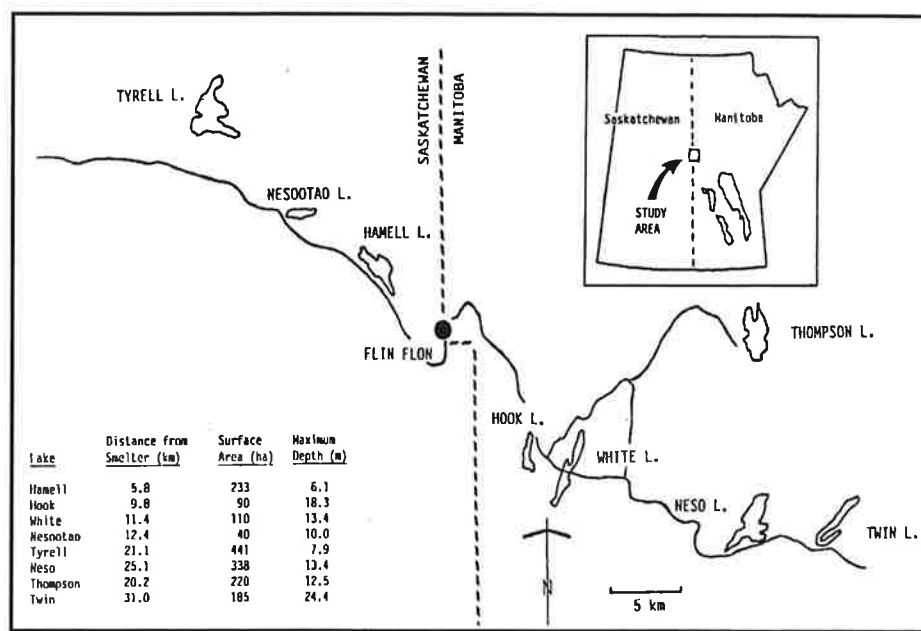 TYRELL L.
SASKATCHEWAN
MANITOBA
Saskatchewan
Manitoba
STUDY
AREA
NESOOTAO L.
HAMELL L.
FLIN FLON
THOMPSON L.
HOOK L.
WHITE L.
NESO L.
TWIN L.
N
5 km
Lake Distance from Smelter (km) Surface Area (ha) Maximum Depth (m)
Hamell 5.8 233 6.1
Hook 9.8 90 18.3
White 11.4 110 13.4
Nesootao 12.4 40 10.0
Tyrell 21.1 441 7.9
Neso 25.1 338 13.4
Thompson 20.2 220 12.5
Twin 31.0 185 24.4